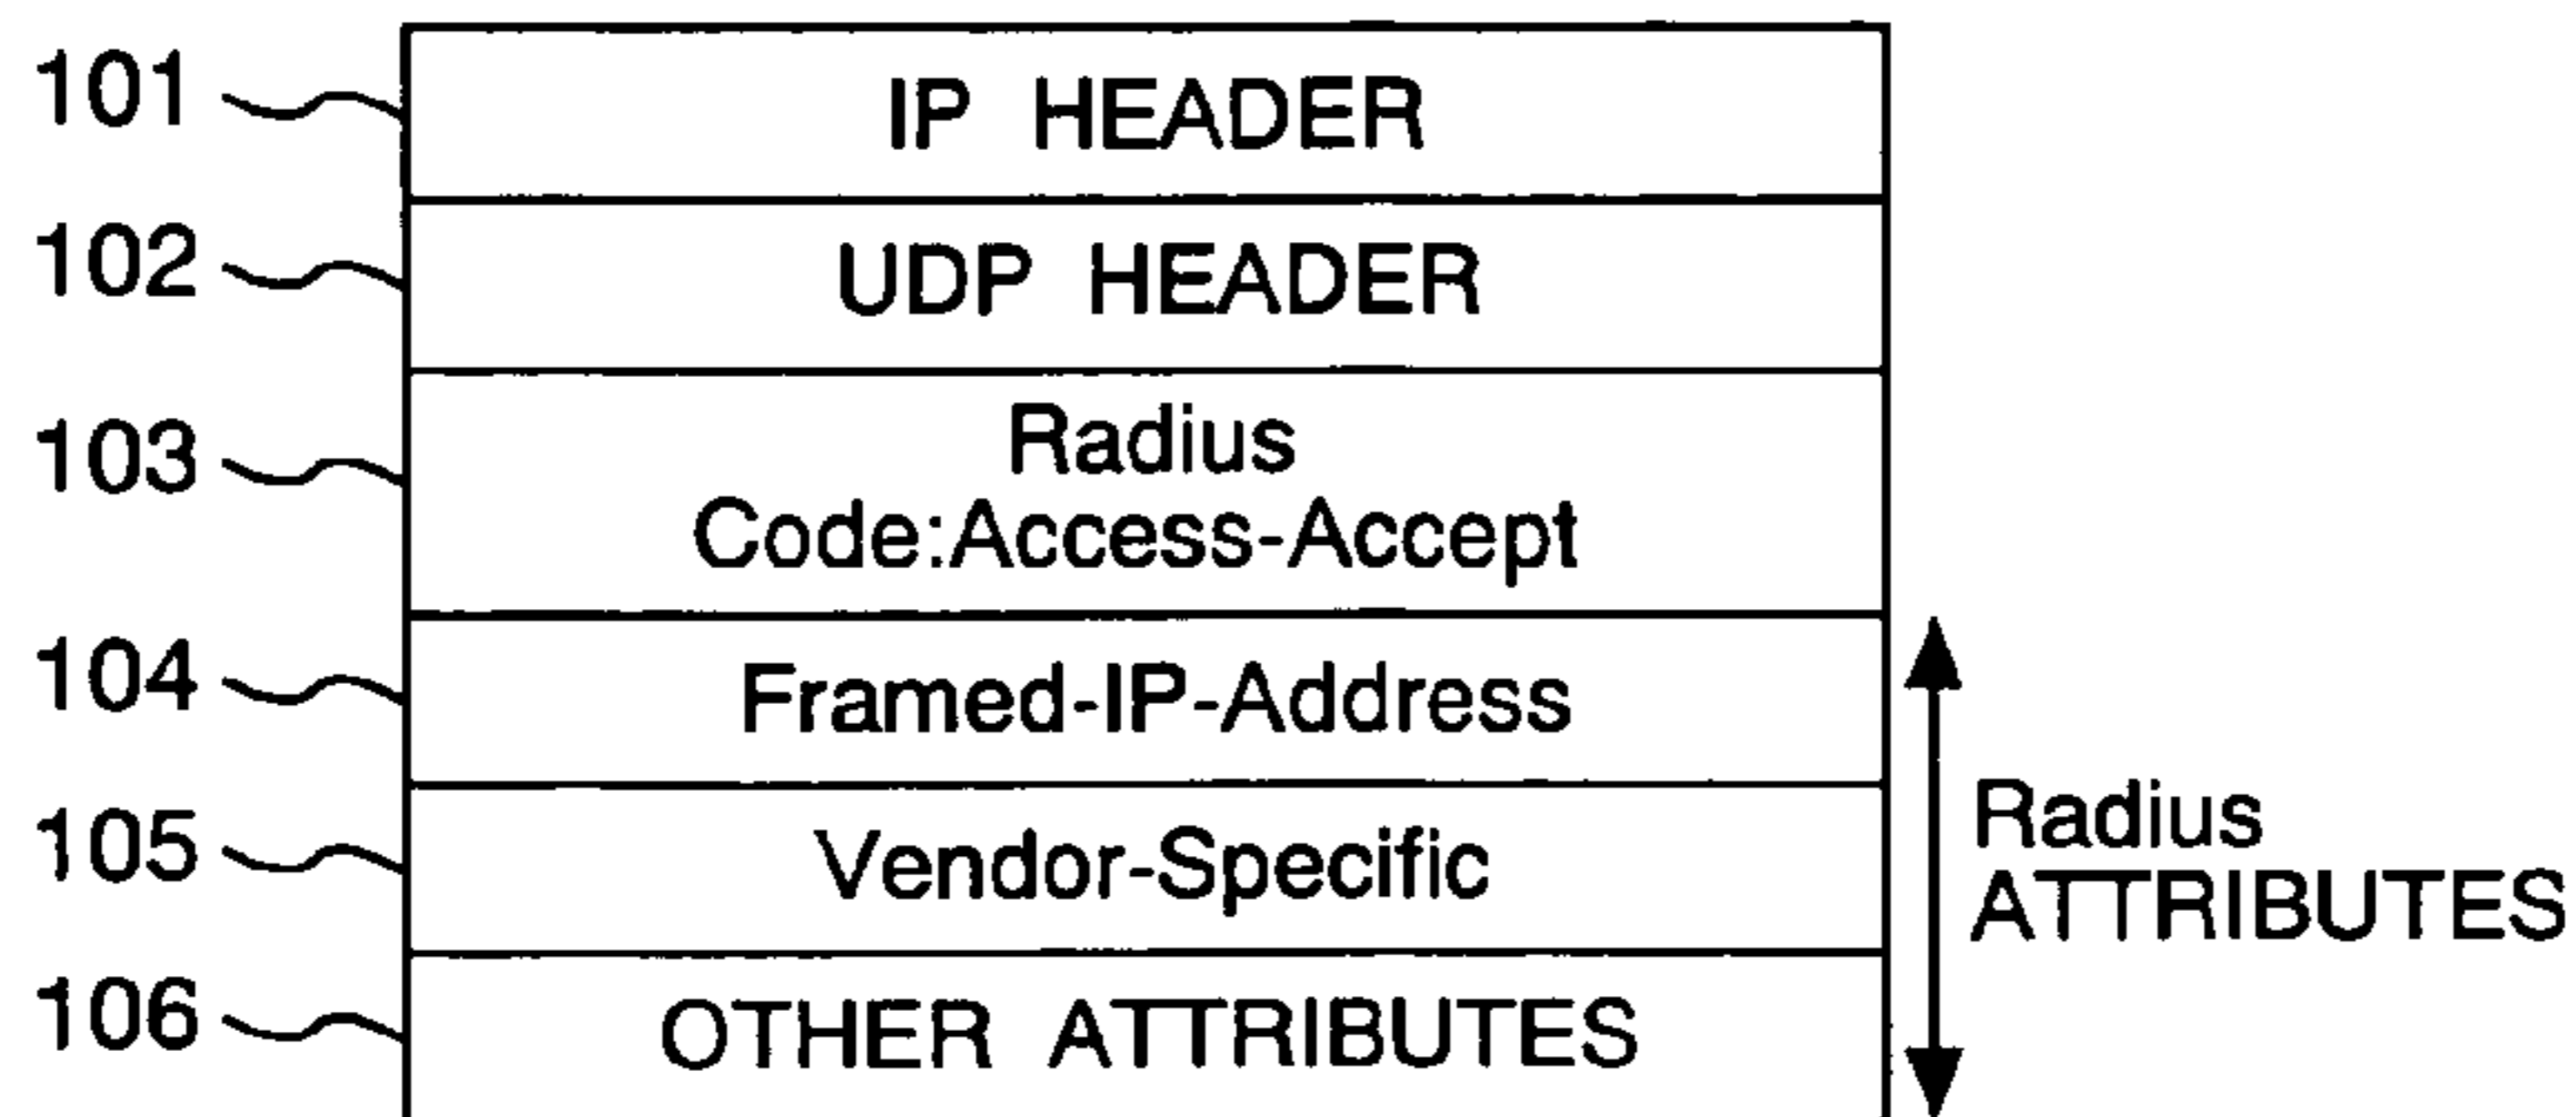 101
IP HEADER
102
UDP HEADER
103
Radius
Code:Access-Accept
104
Framed-IP-Address
105
Vendor-Specific
106
OTHER ATTRIBUTES
Radius
ATTRIBUTES